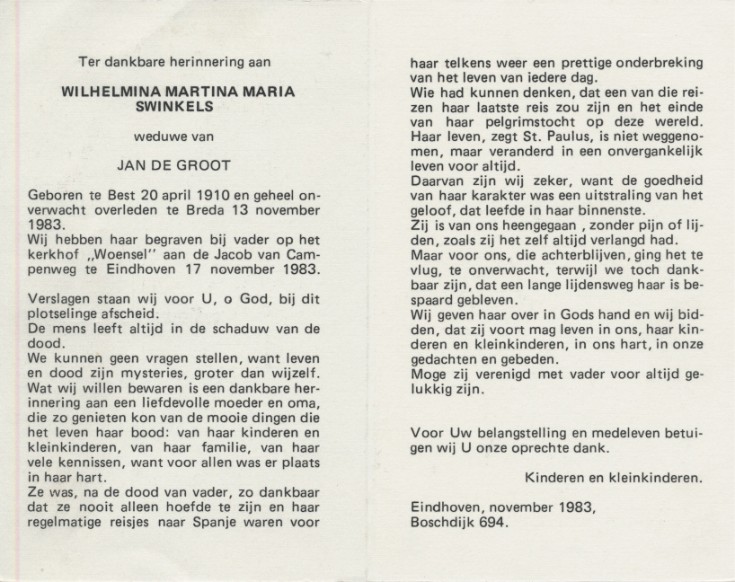 Ter dankbare herinnering aan
WILHELMINA MARTINA MARIA
SWINKELS
weduwe van
JAN DE GROOT
Geboren te Best 20 april 1910 en geheel on-
verwacht overleden te Breda 13 november
1983.
Wij hebben haar begraven bij vader op het
kerkhof „Woensel" aan de Jacob van Cam-
penweg te Eindhoven 17 november 1983.
Verslagen staan wij voor U, o God, bij dit
plotselinge afscheid.
De mens leeft altijd in de schaduw van de
dood.
We kunnen geen vragen stellen, want leven
en dood zijn mysteries, groter dan wijzelf.
Wat wij willen bewaren is een dankbare her-
innering aan een liefdevolle moeder en oma,
die zo genieten kon van de mooie dingen die
het leven haar bood: van haar kinderen en
kleinkinderen, van haar familie, van haar
vele kennissen, want voor allen was er plaats
in haar hart.
Ze was, na de dood van vader, zo dankbaar
dat ze nooit alleen hoefde te zijn en haar
regelmatige reisjes naar Spanje waren voor
haar telkens weer een prettige onderbreking
van het leven van iedere dag.
Wie had kunnen denken, dat een van die rei-
zen haar laatste reis zou zijn en het einde
van haar pelgrimstocht op deze wereld.
Haar leven, zegt St. Paulus, is niet weggeno-
men, maar veranderd in een onvergankelijk
leven voor altijd.
Daarvan zijn wij zeker, want de goedheid
van haar karakter was een uitstraling van het
geloof, dat leefde in haar binnenste.
Zij is van ons heengegaan , zonder pijn of lij-
den, zoals zij het zelf altijd verlangd had.
Maar voor ons, die achterblijven, ging het te
vlug, te onverwacht, terwijl we toch dank-
baar zijn, dat een lange lijdensweg haar is be-
spaard gebleven.
Wij geven haar over in Gods hand en wij bid-
den, dat zij voort mag leven in ons, haar kin-
deren en kleinkinderen, in ons hart, in onze
gedachten en gebeden.
Moge zij verenigd met vader voor altijd ge-
lukkig zijn.
Voor Uw belangstelling en medeleven betui-
gen wij U onze oprechte dank.
Kinderen en kleinkinderen.
Eindhoven, november 1983,
Boschdijk 694.